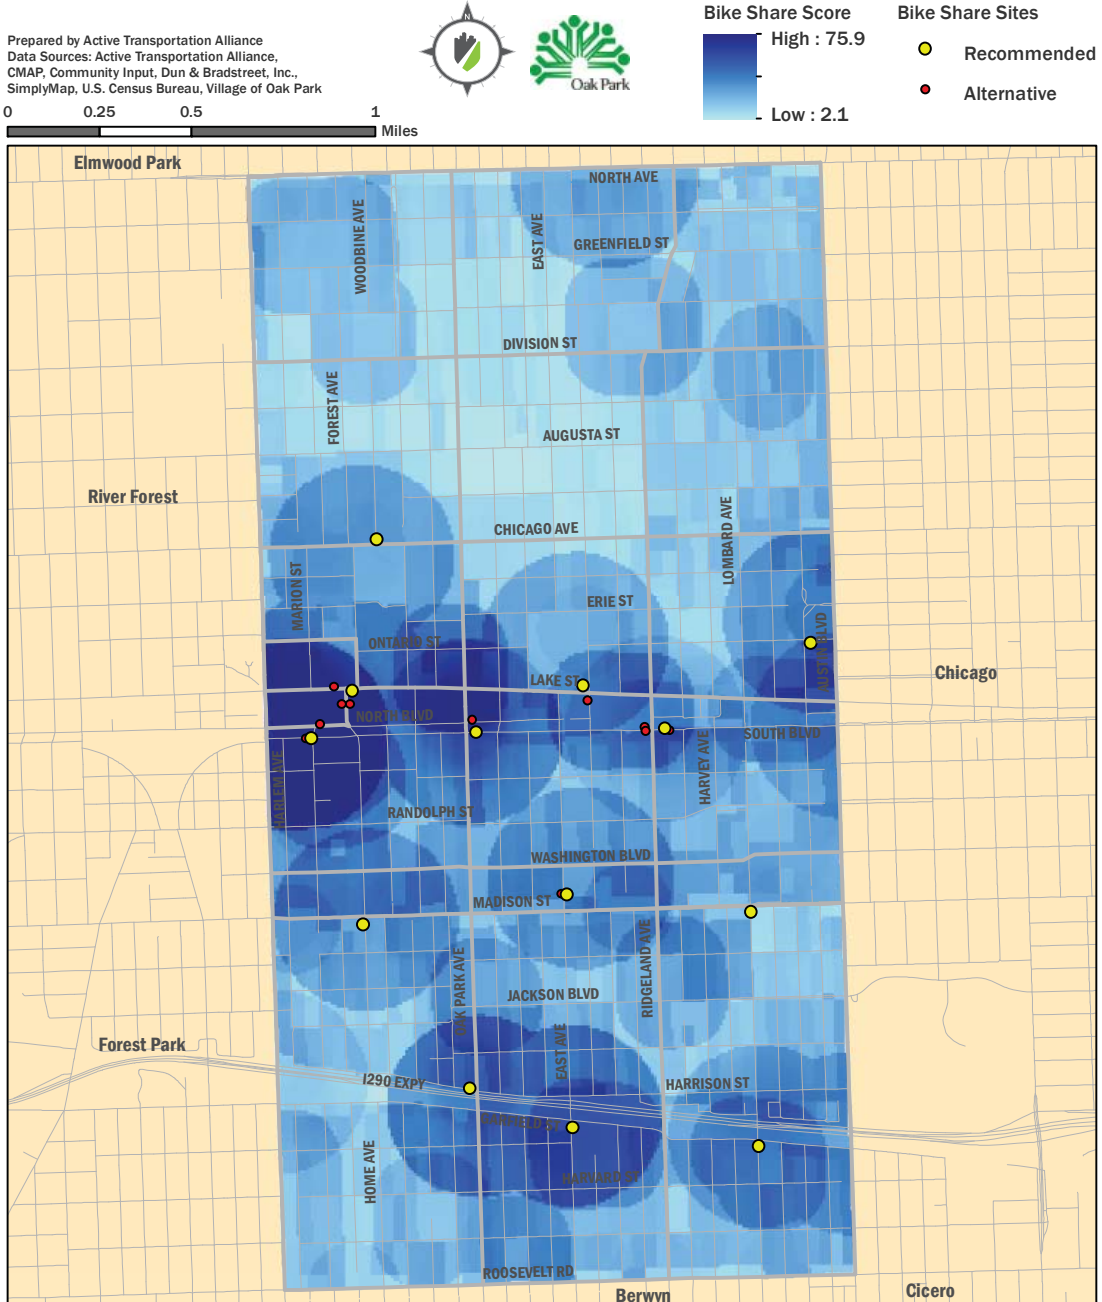 Prepared by Active Transportation Alliance
Data Sources: Active Transportation Alliance,
CMAP, Community Input, Dun & Bradstreet, Inc.,
SimplyMap, U.S. Census Bureau, Village of Oak Park
0 0.25 0.5 1
Miles
N
Oak Park
Bike Share Score
High : 75.9
Low : 2.1
Bike Share Sites
Recommended
Alternative
Elmwood Park
NORTH AVE
WOODBINE AVE
EAST AVE
GREENFIELD ST
DIVISION ST
FOREST AVE
AUGUSTA ST
River Forest
CHICAGO AVE
LOMBARD AVE
MARION ST
ERIE ST
ONTARIO ST
AUSTIN BLVD
Chicago
LAKE ST
NORTH BLVD
SOUTH BLVD
HARLEM AVE
HARVEY AVE
RANDOLPH ST
WASHINGTON BLVD
MADISON ST
OAK PARK AVE
RIDGELAND AVE
JACKSON BLVD
Forest Park
EAST AVE
I290 EXPY
HARRISON ST
GARFIELD ST
HOME AVE
HARVARD ST
ROOSEVELT RD
Berwyn
Cicero